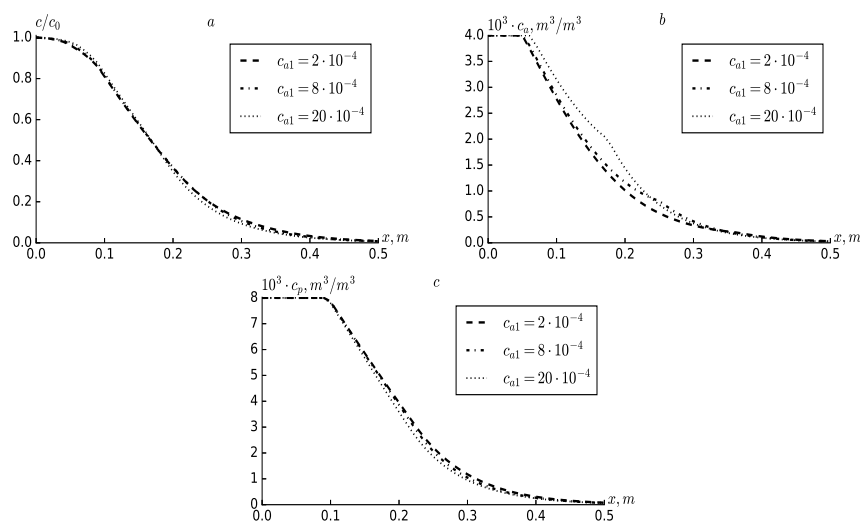 c/c₀
a
1.0
0.8
0.6
0.4
0.2
0.0
0.0 0.1 0.2 0.3 0.4 0.5
x, m
c_{a1} = 2 · 10⁻⁴
c_{a1} = 8 · 10⁻⁴
c_{a1} = 20 · 10⁻⁴
10³ · c_a, m³/m³
b
4.0
3.5
3.0
2.5
2.0
1.5
1.0
0.5
0.0
0.0 0.1 0.2 0.3 0.4 0.5
x, m
c_{a1} = 2 · 10⁻⁴
c_{a1} = 8 · 10⁻⁴
c_{a1} = 20 · 10⁻⁴
10³ · c_p, m³/m³
c
8
7
6
5
4
3
2
1
0
0.0 0.1 0.2 0.3 0.4 0.5
x, m
c_{a1} = 2 · 10⁻⁴
c_{a1} = 8 · 10⁻⁴
c_{a1} = 20 · 10⁻⁴